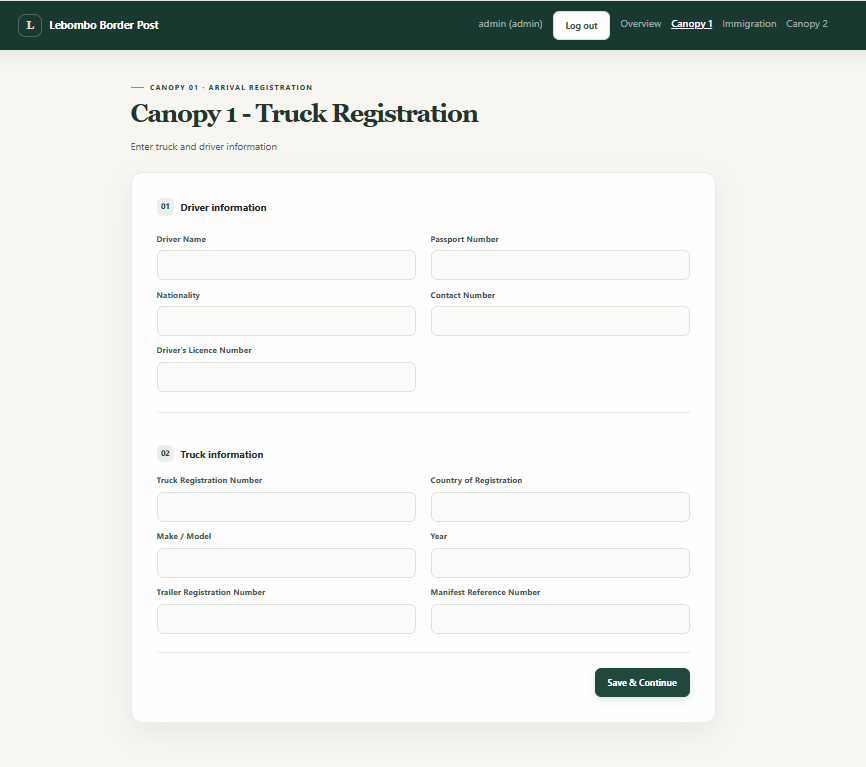 L Lebombo Border Post admin (admin) Log out Overview Canopy 1 Immigration Canopy 2
CANOPY 01 · ARRIVAL REGISTRATION
Canopy 1 - Truck Registration
Enter truck and driver information
01 Driver information
Driver Name Passport Number
Nationality Contact Number
Driver's Licence Number
02 Truck information
Truck Registration Number Country of Registration
Make / Model Year
Trailer Registration Number Manifest Reference Number
Save & Continue